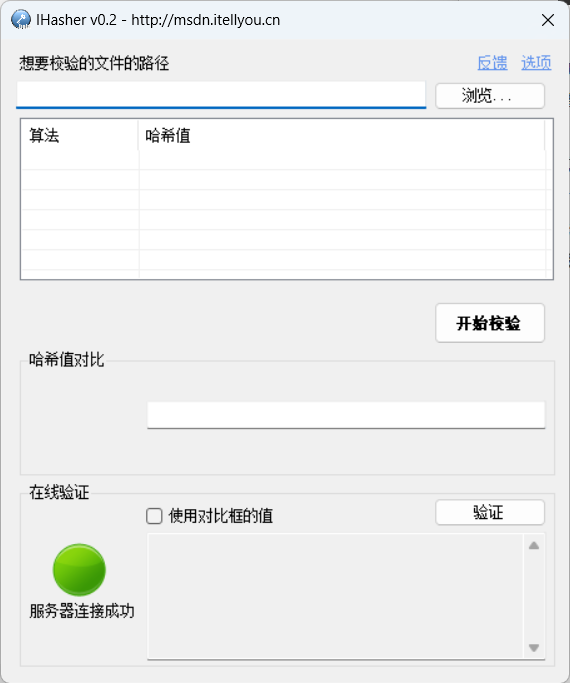 IHasher v0.2 - http://msdn.itellyou.cn
想要校验的文件的路径 反馈 选项
浏览...
算法 哈希值
开始校验
哈希值对比
在线验证
使用对比框的值 验证
服务器连接成功